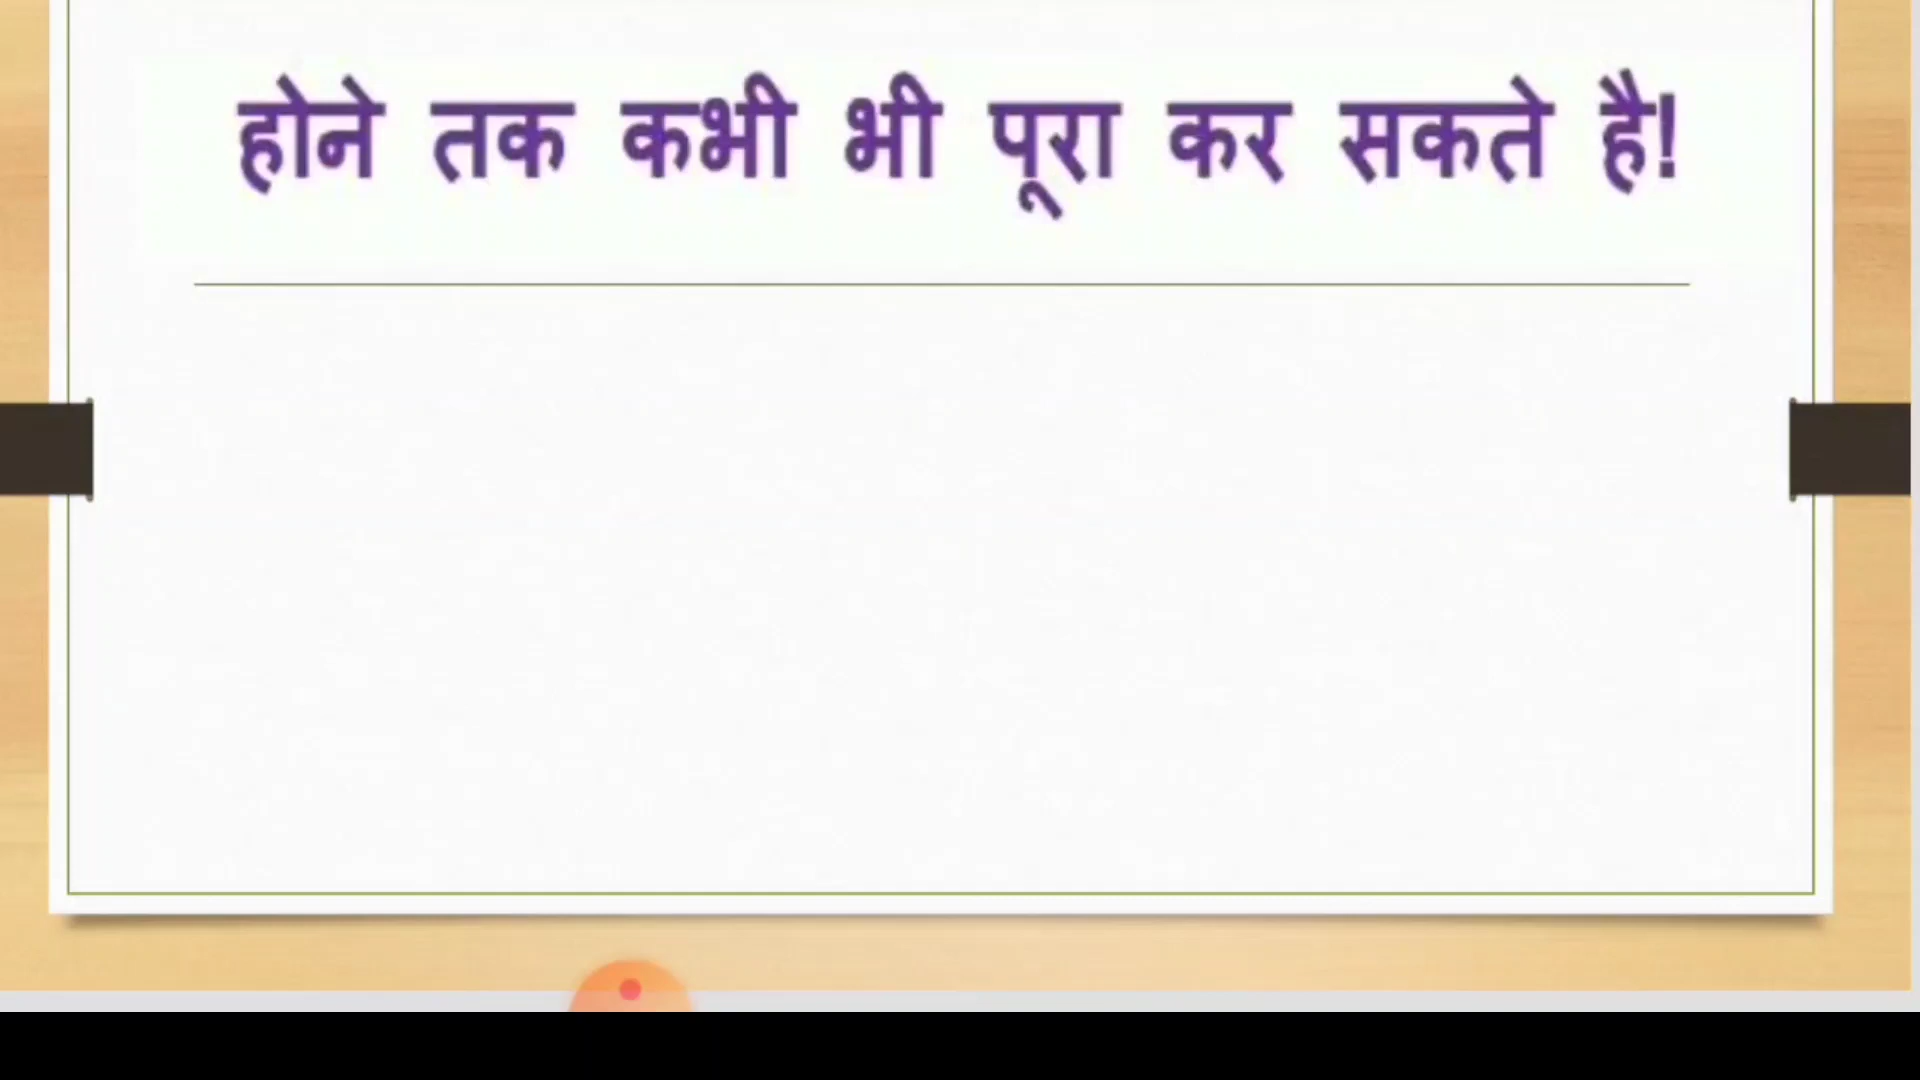 होने तक कभी भी पूरा कर सकते है!